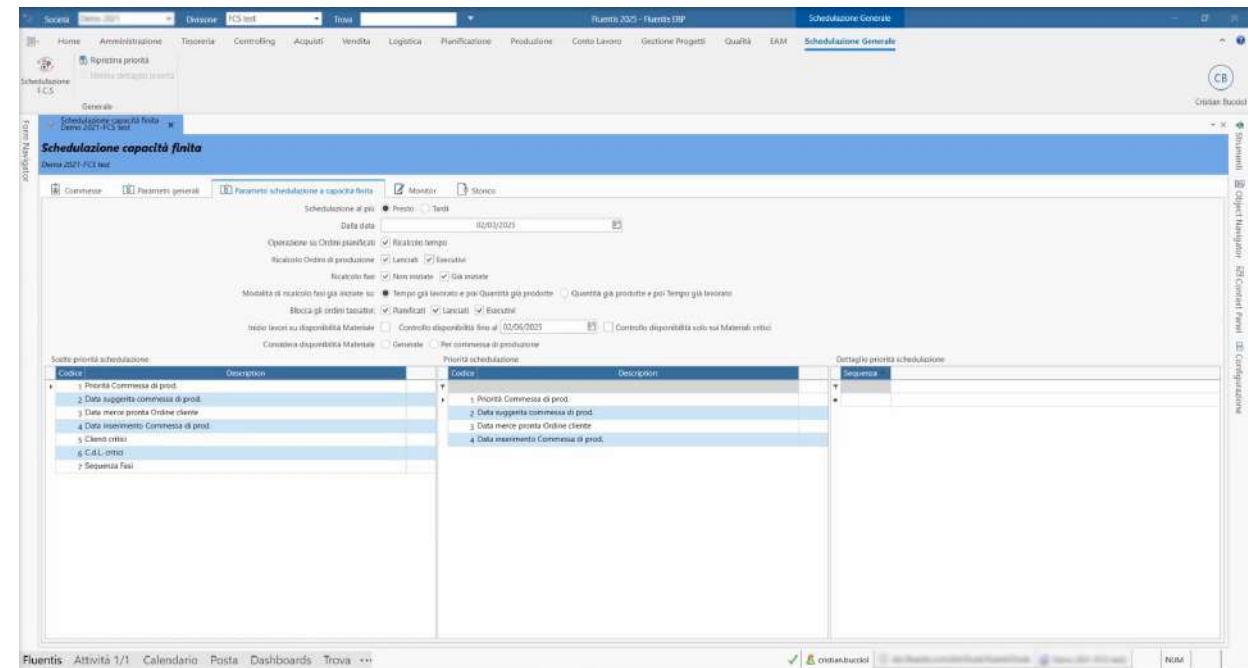 Società Demo 2021 Divisione FCS test Trova Fluentis 2025 - Fluentis ERP Schedulazione Generale
Home Amministrazione Tesoreria Controlling Acquisti Vendita Logistica Pianificazione Produzione Conto Lavoro Gestione Progetti Qualità EAM Schedulazione Generale
Schedulazione F.C.S.
Ripristina priorità
Generale
CB
Cristian Bucciol
Form Navigator
Schedulazione capacità finita
Demo 2021-FCS test
Schedulazione capacità finita
Demo 2021-FCS test
Strumenti
Object Navigator
Context Panel
Configurazione
Commesse Parametri generali Parametri schedulazione a capacità finita Monitor Storico
Schedulazione al più Presto Tardi
Dalla data 02/03/2025
Operazione su Ordini pianificati Ricalcolo tempo
Ricalcolo Ordini di produzione Lanciati Esecutivi
Ricalcolo fasi Non iniziate Già iniziate
Modalità di ricalcolo fasi già iniziate su: Tempo già lavorato e poi Quantità già prodotte Quantità già prodotte e poi Tempo già lavorato
Blocca gli ordini tassativi: Pianificati Lanciati Esecutivi
Inizio lavori su disponibilità Materiale Controllo disponibilità fino al 02/06/2025 Controllo disponibilità solo sui Materiali critici
Considera disponibilità Materiale Generale Per commessa di produzione
Scelte priorità schedulazione Priorità schedulazione Dettaglio priorità schedulazione
Codice Description Codice Description Sequenza
1 Priorità Commessa di prod.
2 Data suggerita commessa di prod.
3 Data merce pronta Ordine cliente
4 Data inserimento Commessa di prod.
5 Clienti critici
6 C.d.L. critici
7 Sequenza Fasi
1 Priorità Commessa di prod.
2 Data suggerita commessa di prod.
3 Data merce pronta Ordine cliente
4 Data inserimento Commessa di prod.
Fluentis Attività 1/1 Calendario Posta Dashboards Trova ··· cristian.bucciol NUM